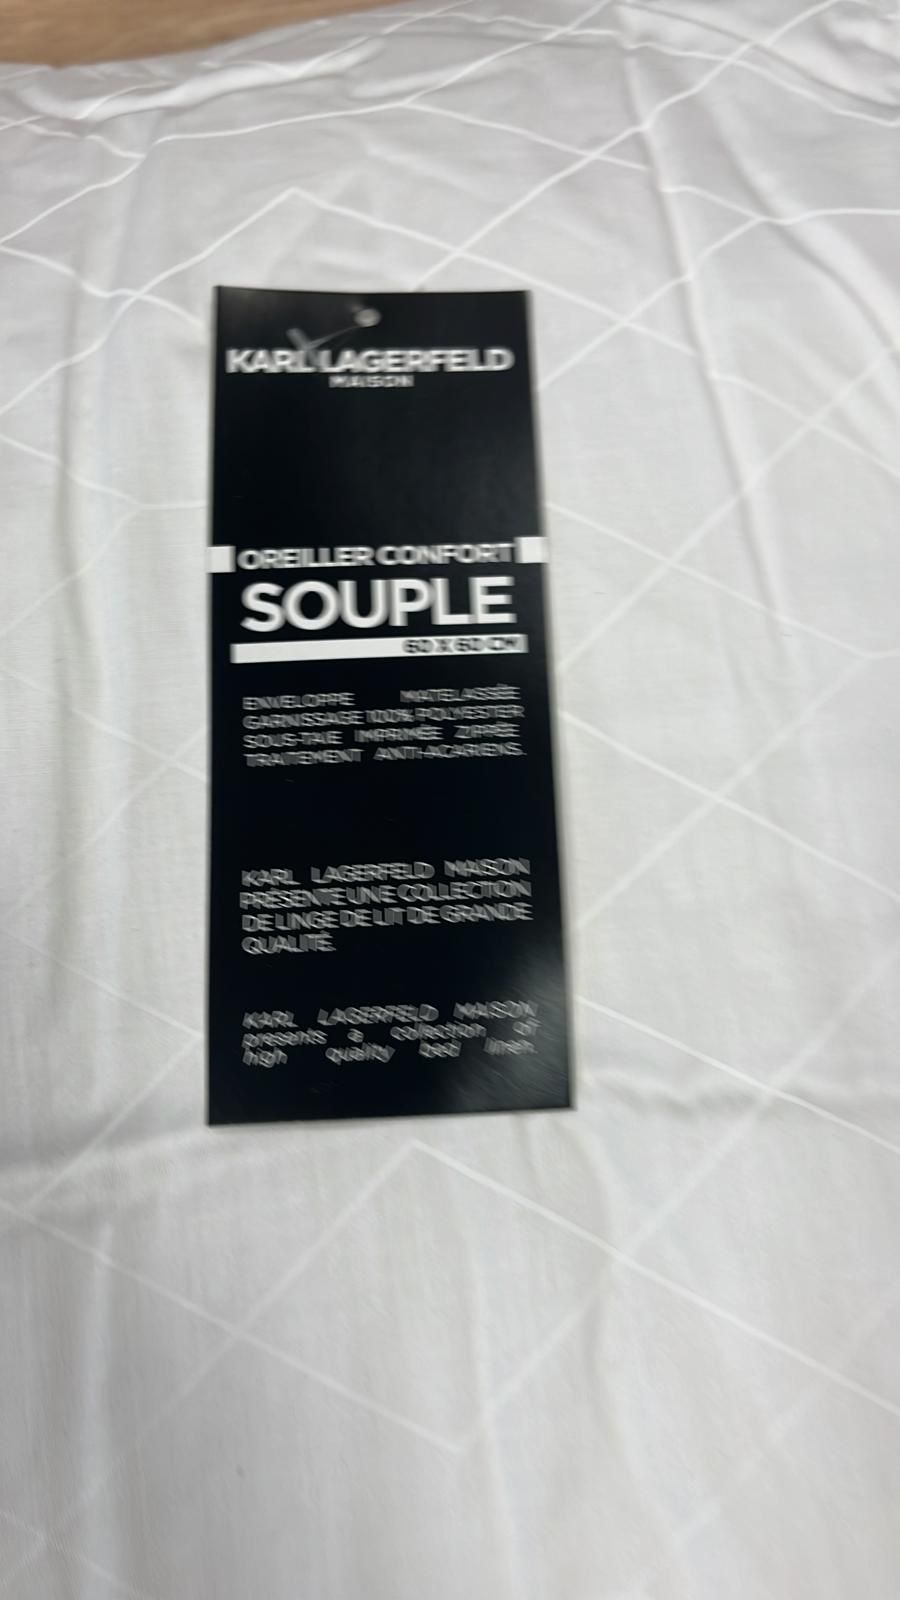 KARL LAGERFELD
MAISON
OREILLER CONFORT
SOUPLE
60 X 60 CM
ENVELOPPE MATELASSÉE
GARNISSAGE 100% POLYESTER
SOUS-TAIE IMPRIMÉE ZIPPÉE
TRAITEMENT ANTI-ACARIENS.
KARL LAGERFELD MAISON
PRÉSENTE UNE COLLECTION
DE LINGE DE LIT DE GRANDE
QUALITÉ.
KARL LAGERFELD MAISON
presents a collection of
high quality bed linen.